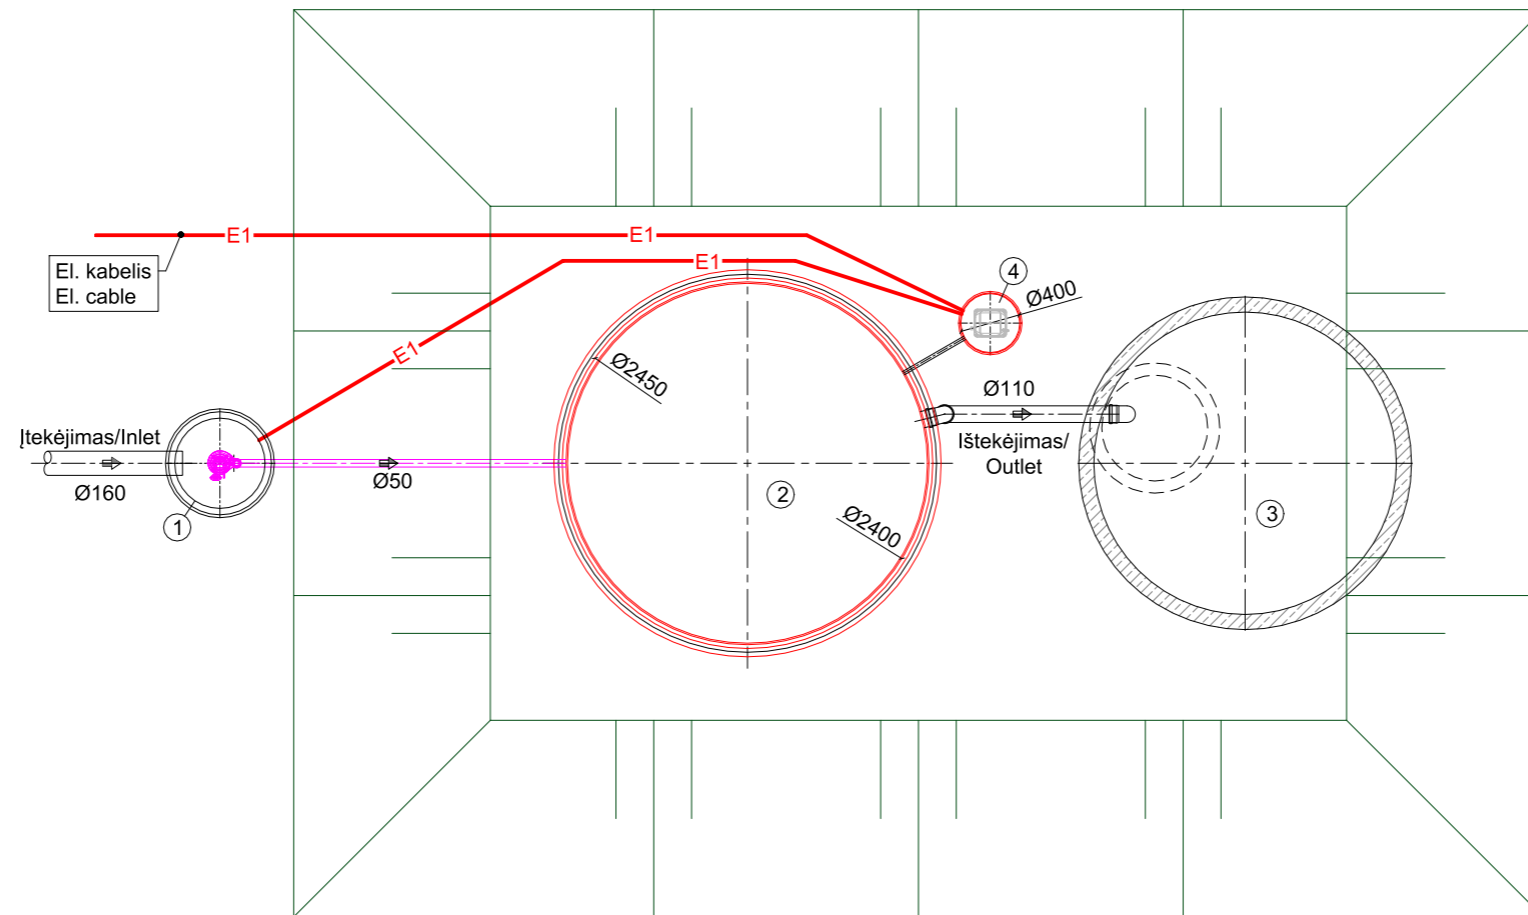 E1
E1
E1
El. kabelis
El. cable
4
Ø400
E1
Ø2450
Ø110
Įtekėjimas/Inlet
Ištekėjimas/
Outlet
Ø160
Ø50
2
3
1
Ø2400